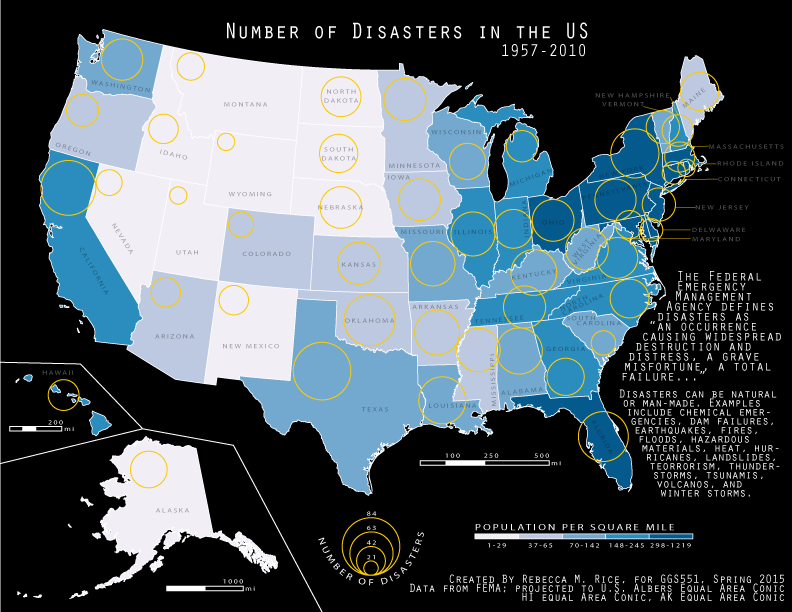 NUMBER OF DISASTERS IN THE US
1957-2010
WASHINGTON
MONTANA
NORTH
DAKOTA
NEW HAMPSHIRE
VERMONT
MAINE
OREGON
IDAHO
SOUTH
DAKOTA
MINNESOTA
WISCONSIN
MICHIGAN
MASSACHUSETTS
RHODE ISLAND
CONNECTICUT
WYOMING
IOWA
NEBRASKA
NEW JERSEY
NEVADA
UTAH
COLORADO
KANSAS
MISSOURI
ILLINOIS
OHIO
WEST
VIRGINIA
DELWAWARE
MARYLAND
CALIFORNIA
KENTUCKY
VIRGINIA
ARIZONA
NEW MEXICO
OKLAHOMA
ARKANSAS
TENNESSEE
NORTH
CAROLINA
SOUTH
CAROLINA
MISSISSIPPI
ALABAMA
GEORGIA
TEXAS
LOUISIANA
FLORIDA
THE FEDERAL
EMERGENCY
MANAGEMENT
AGENCY DEFINES
DISASTERS AS
"AN OCCURRENCE
CAUSING WIDESPREAD
DESTRUCTION AND
DISTRESS, A GRAVE
MISFORTUNE, A TOTAL
FAILURE..."
DISASTERS CAN BE NATURAL
OR MAN-MADE. EXAMPLES
INCLUDE CHEMICAL EMER-
GENCIES, DAM FAILURES,
EARTHQUAKES, FIRES,
FLOODS, HAZARDOUS
MATERIALS, HEAT, HUR-
RICANES, LANDSLIDES,
TEORRORISM, THUNDER-
STORMS, TSUNAMIS,
VOLCANOS, AND
WINTER STORMS.
HAWAII
200
mi
ALASKA
1000
mi
100 250 500
mi
84
63
42
21
NUMBER OF DISASTERS
POPULATION PER SQUARE MILE
1-29 37-65 70-142 148-245 298-1219
CREATED BY REBECCA M. RICE, FOR GGS551, SPRING 2015
DATA FROM FEMA; PROJECTED TO U.S. ALBERS EQUAL AREA CONIC
HI EQUAL AREA CONIC, AK EQUAL AREA CONIC